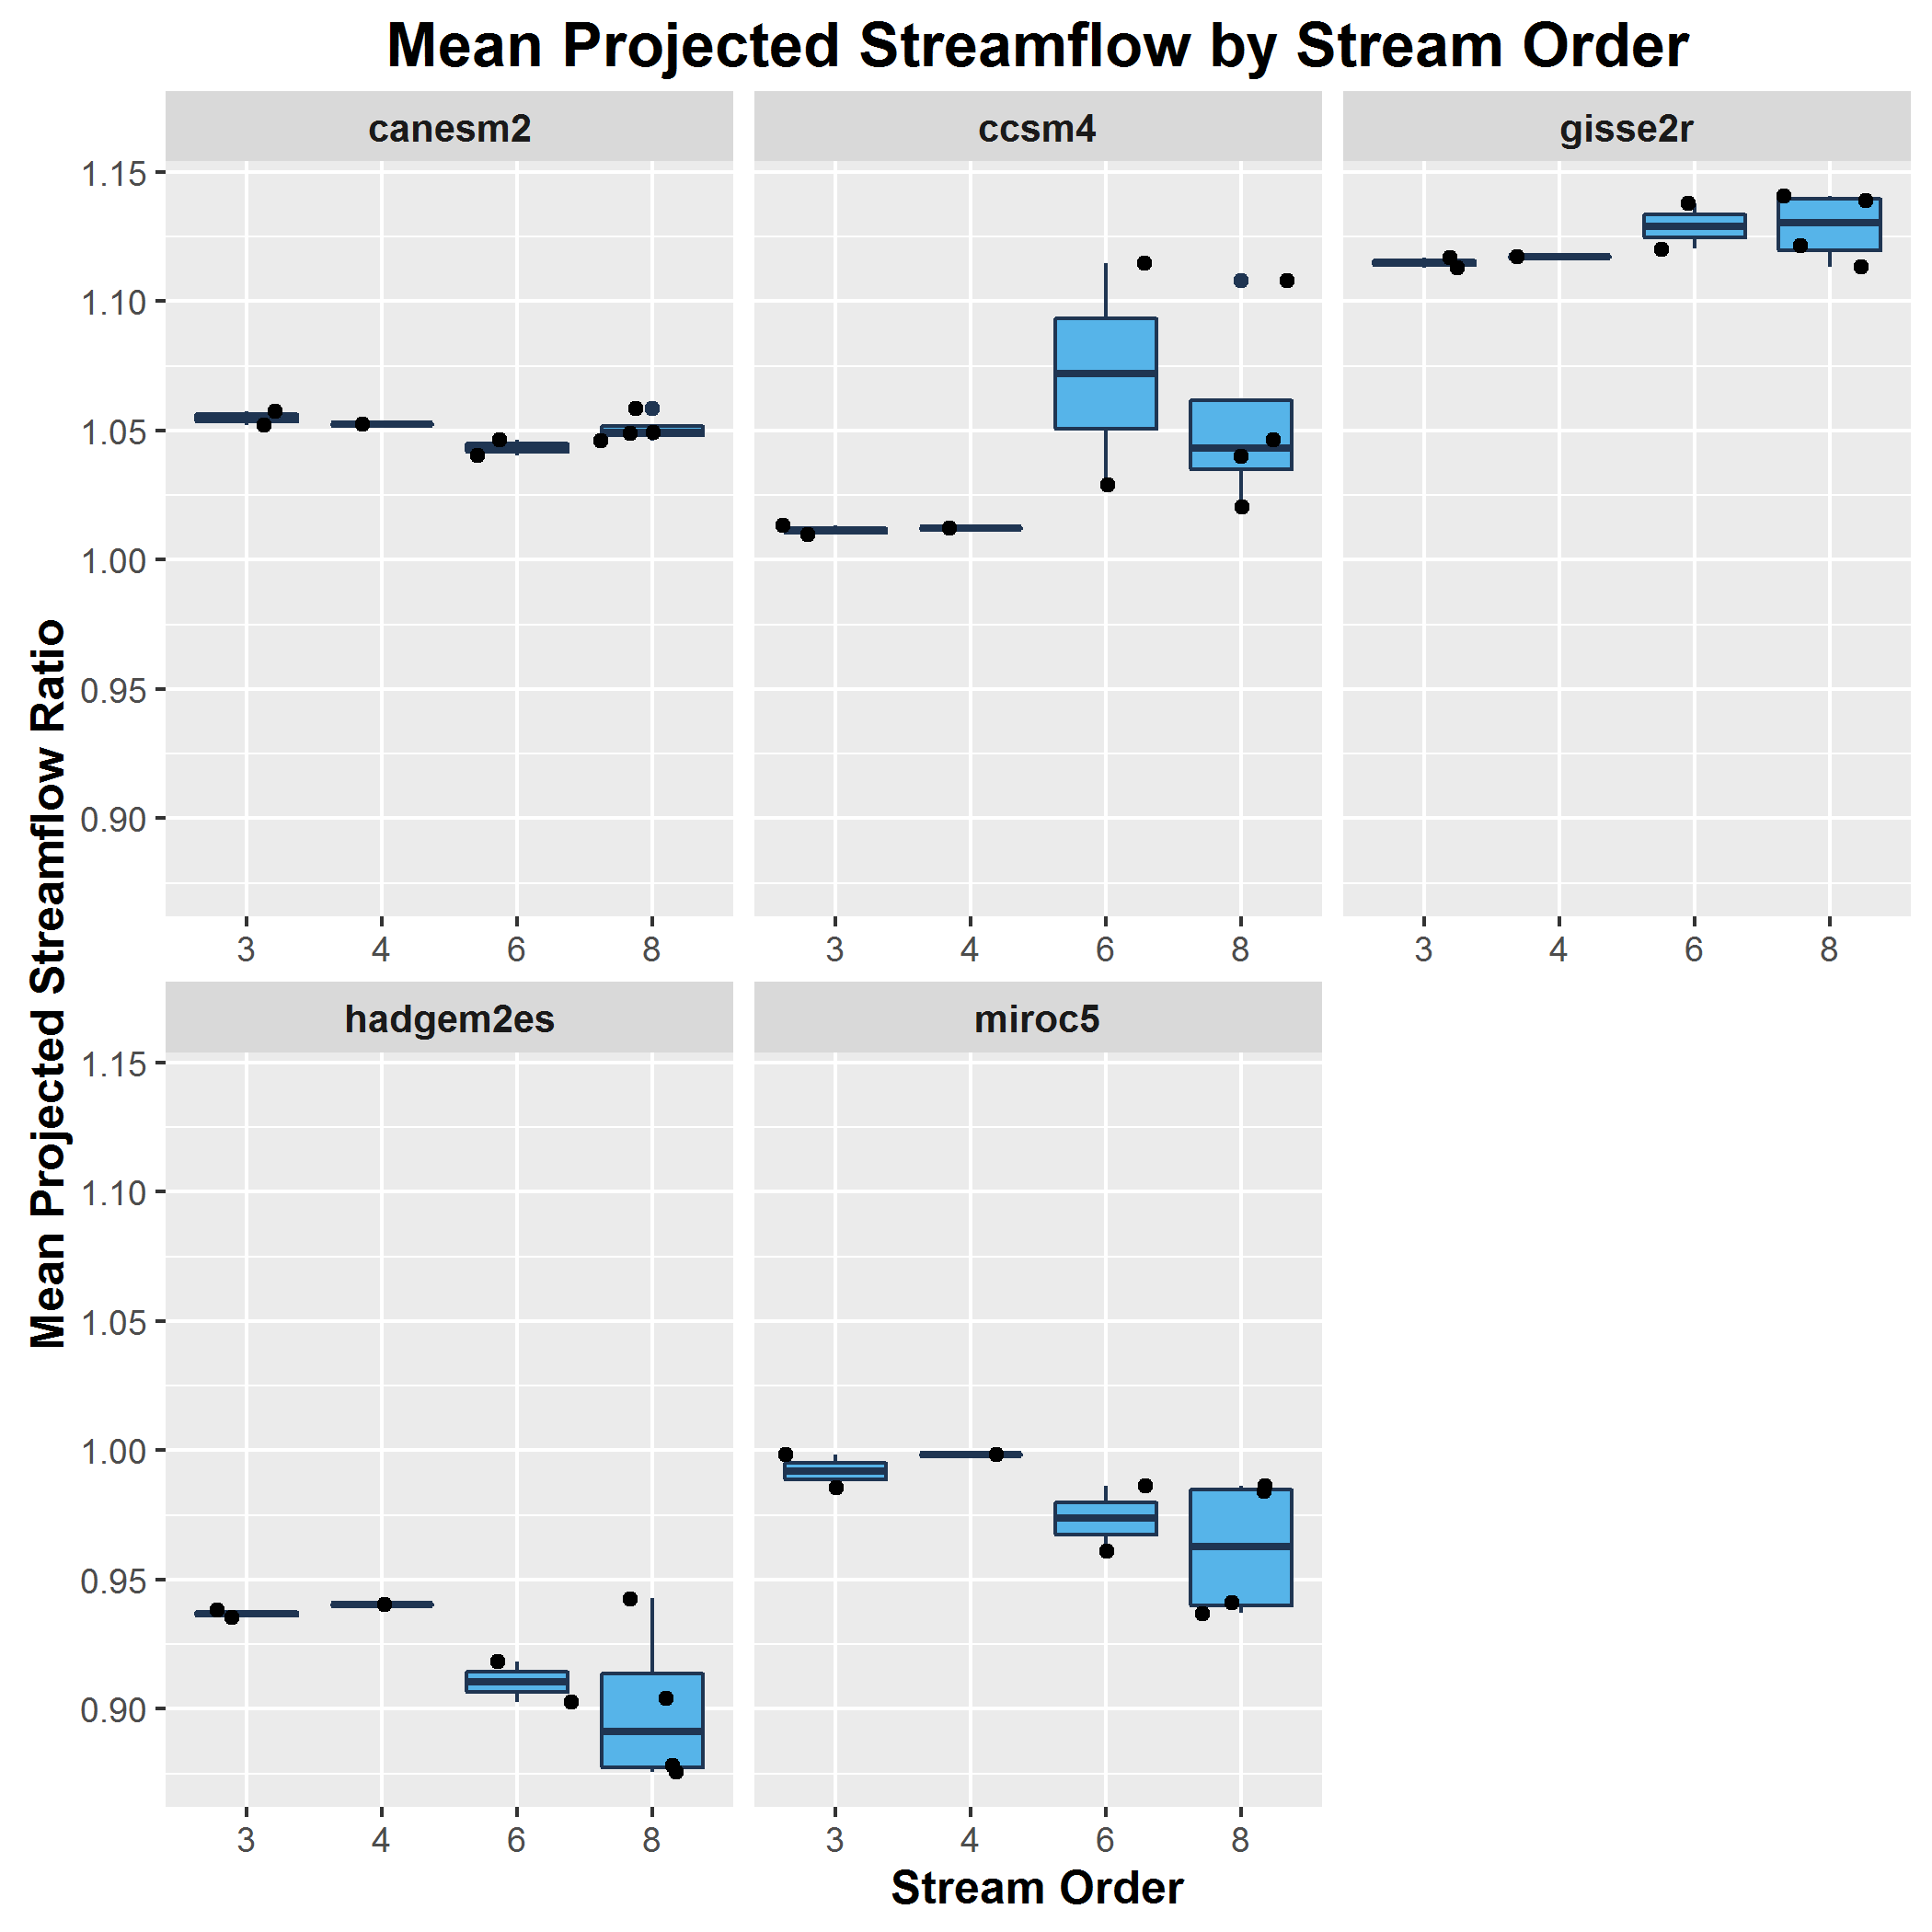 Mean Projected Streamflow by Stream Order
canesm2
ccsm4
gisse2r
1.15
1.10
1.05
1.00
0.95
0.90
3 4 6 8
3 4 6 8
3 4 6 8
Mean Projected Streamflow Ratio
hadgem2es
miroc5
1.15
1.10
1.05
1.00
0.95
0.90
3 4 6 8
3 4 6 8
Stream Order